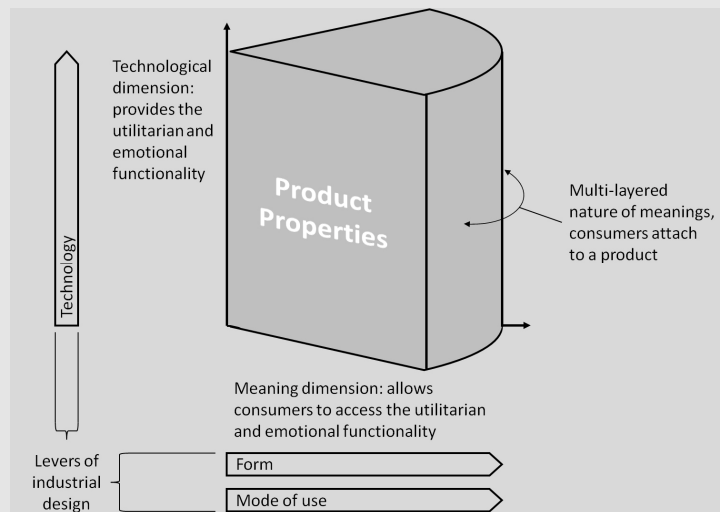 Technological
dimension:
provides the
utilitarian and
emotional
functionality
Technology
Product
Properties
Multi-layered
nature of meanings,
consumers attach
to a product
Meaning dimension: allows
consumers to access the utilitarian
and emotional functionality
Levers of
industrial
design
Form
Mode of use